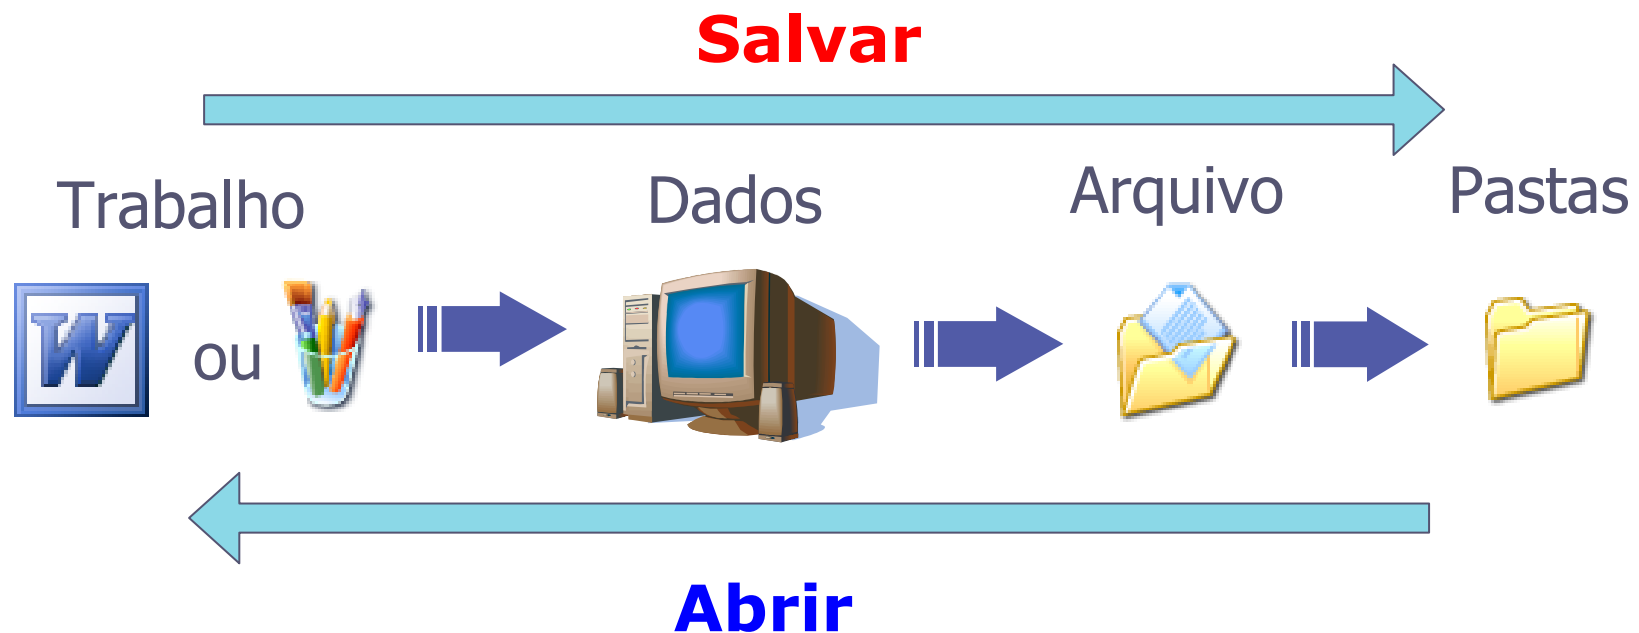 Salvar
Trabalho
Dados
Arquivo
Pastas
W
ou
Abrir